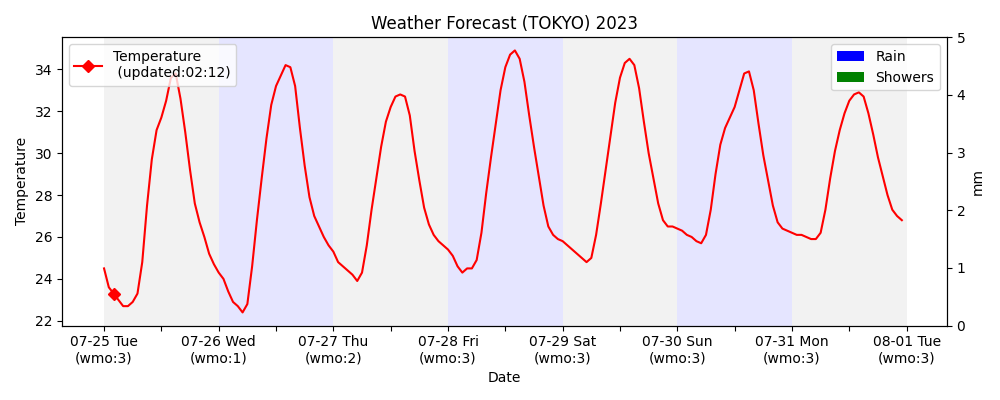 Weather Forecast (TOKYO) 2023
Temperature
(updated:02:12)
Rain
Showers
Temperature
34
32
30
28
26
24
22
5
4
3
2
1
0
mm
07-25 Tue
(wmo:3)
07-26 Wed
(wmo:1)
07-27 Thu
(wmo:2)
07-28 Fri
(wmo:3)
07-29 Sat
(wmo:3)
07-30 Sun
(wmo:3)
07-31 Mon
(wmo:3)
08-01 Tue
(wmo:3)
Date